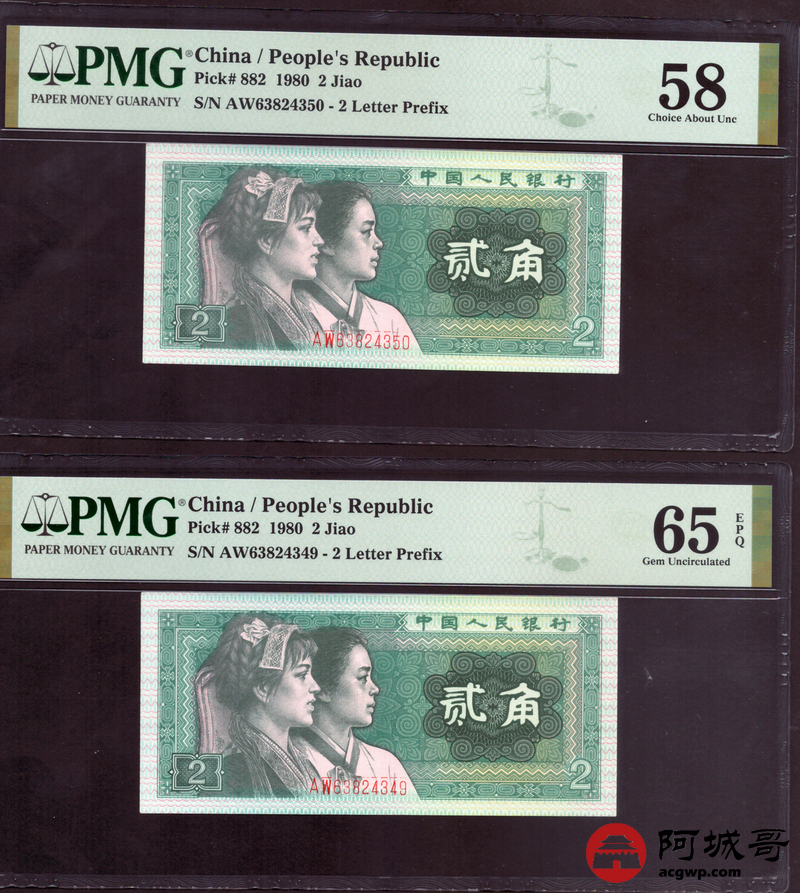 PMG®
PAPER MONEY GUARANTY
China / People's Republic
Pick# 882 1980 2 Jiao
S/N AW63824350 - 2 Letter Prefix
58
Choice About Unc
中国人民银行
贰角
2
2
AW63824350
PMG®
PAPER MONEY GUARANTY
China / People's Republic
Pick# 882 1980 2 Jiao
S/N AW63824349 - 2 Letter Prefix
65
EPQ
Gem Uncirculated
中国人民银行
贰角
2
2
AW63824349
阿城哥
acgwp.com